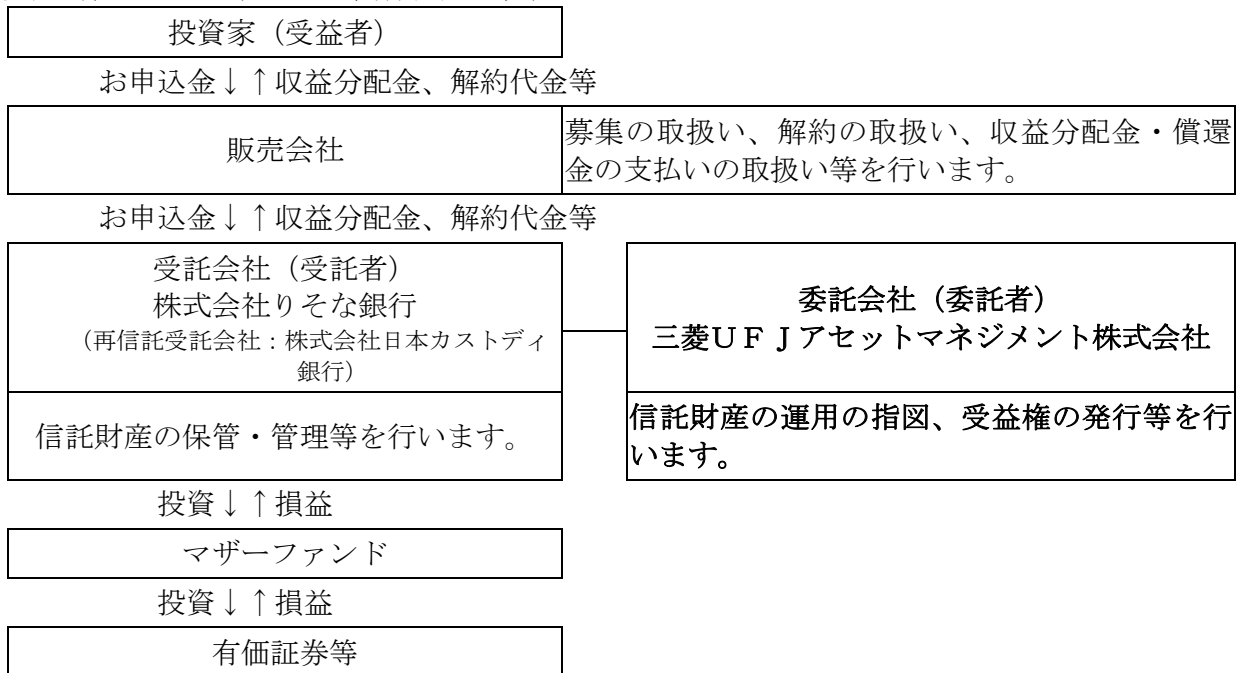 投資家（受益者）
お申込金↓↑収益分配金、解約代金等
販売会社
募集の取扱い、解約の取扱い、収益分配金・償還
金の支払いの取扱い等を行います。
お申込金↓↑収益分配金、解約代金等
受託会社（受託者）
株式会社りそな銀行
（再信託受託会社：株式会社日本カストディ
銀行）
委託会社（委託者）
三菱ＵＦＪアセットマネジメント株式会社
信託財産の保管・管理等を行います。
信託財産の運用の指図、受益権の発行等を行
います。
投資↓↑損益
マザーファンド
投資↓↑損益
有価証券等